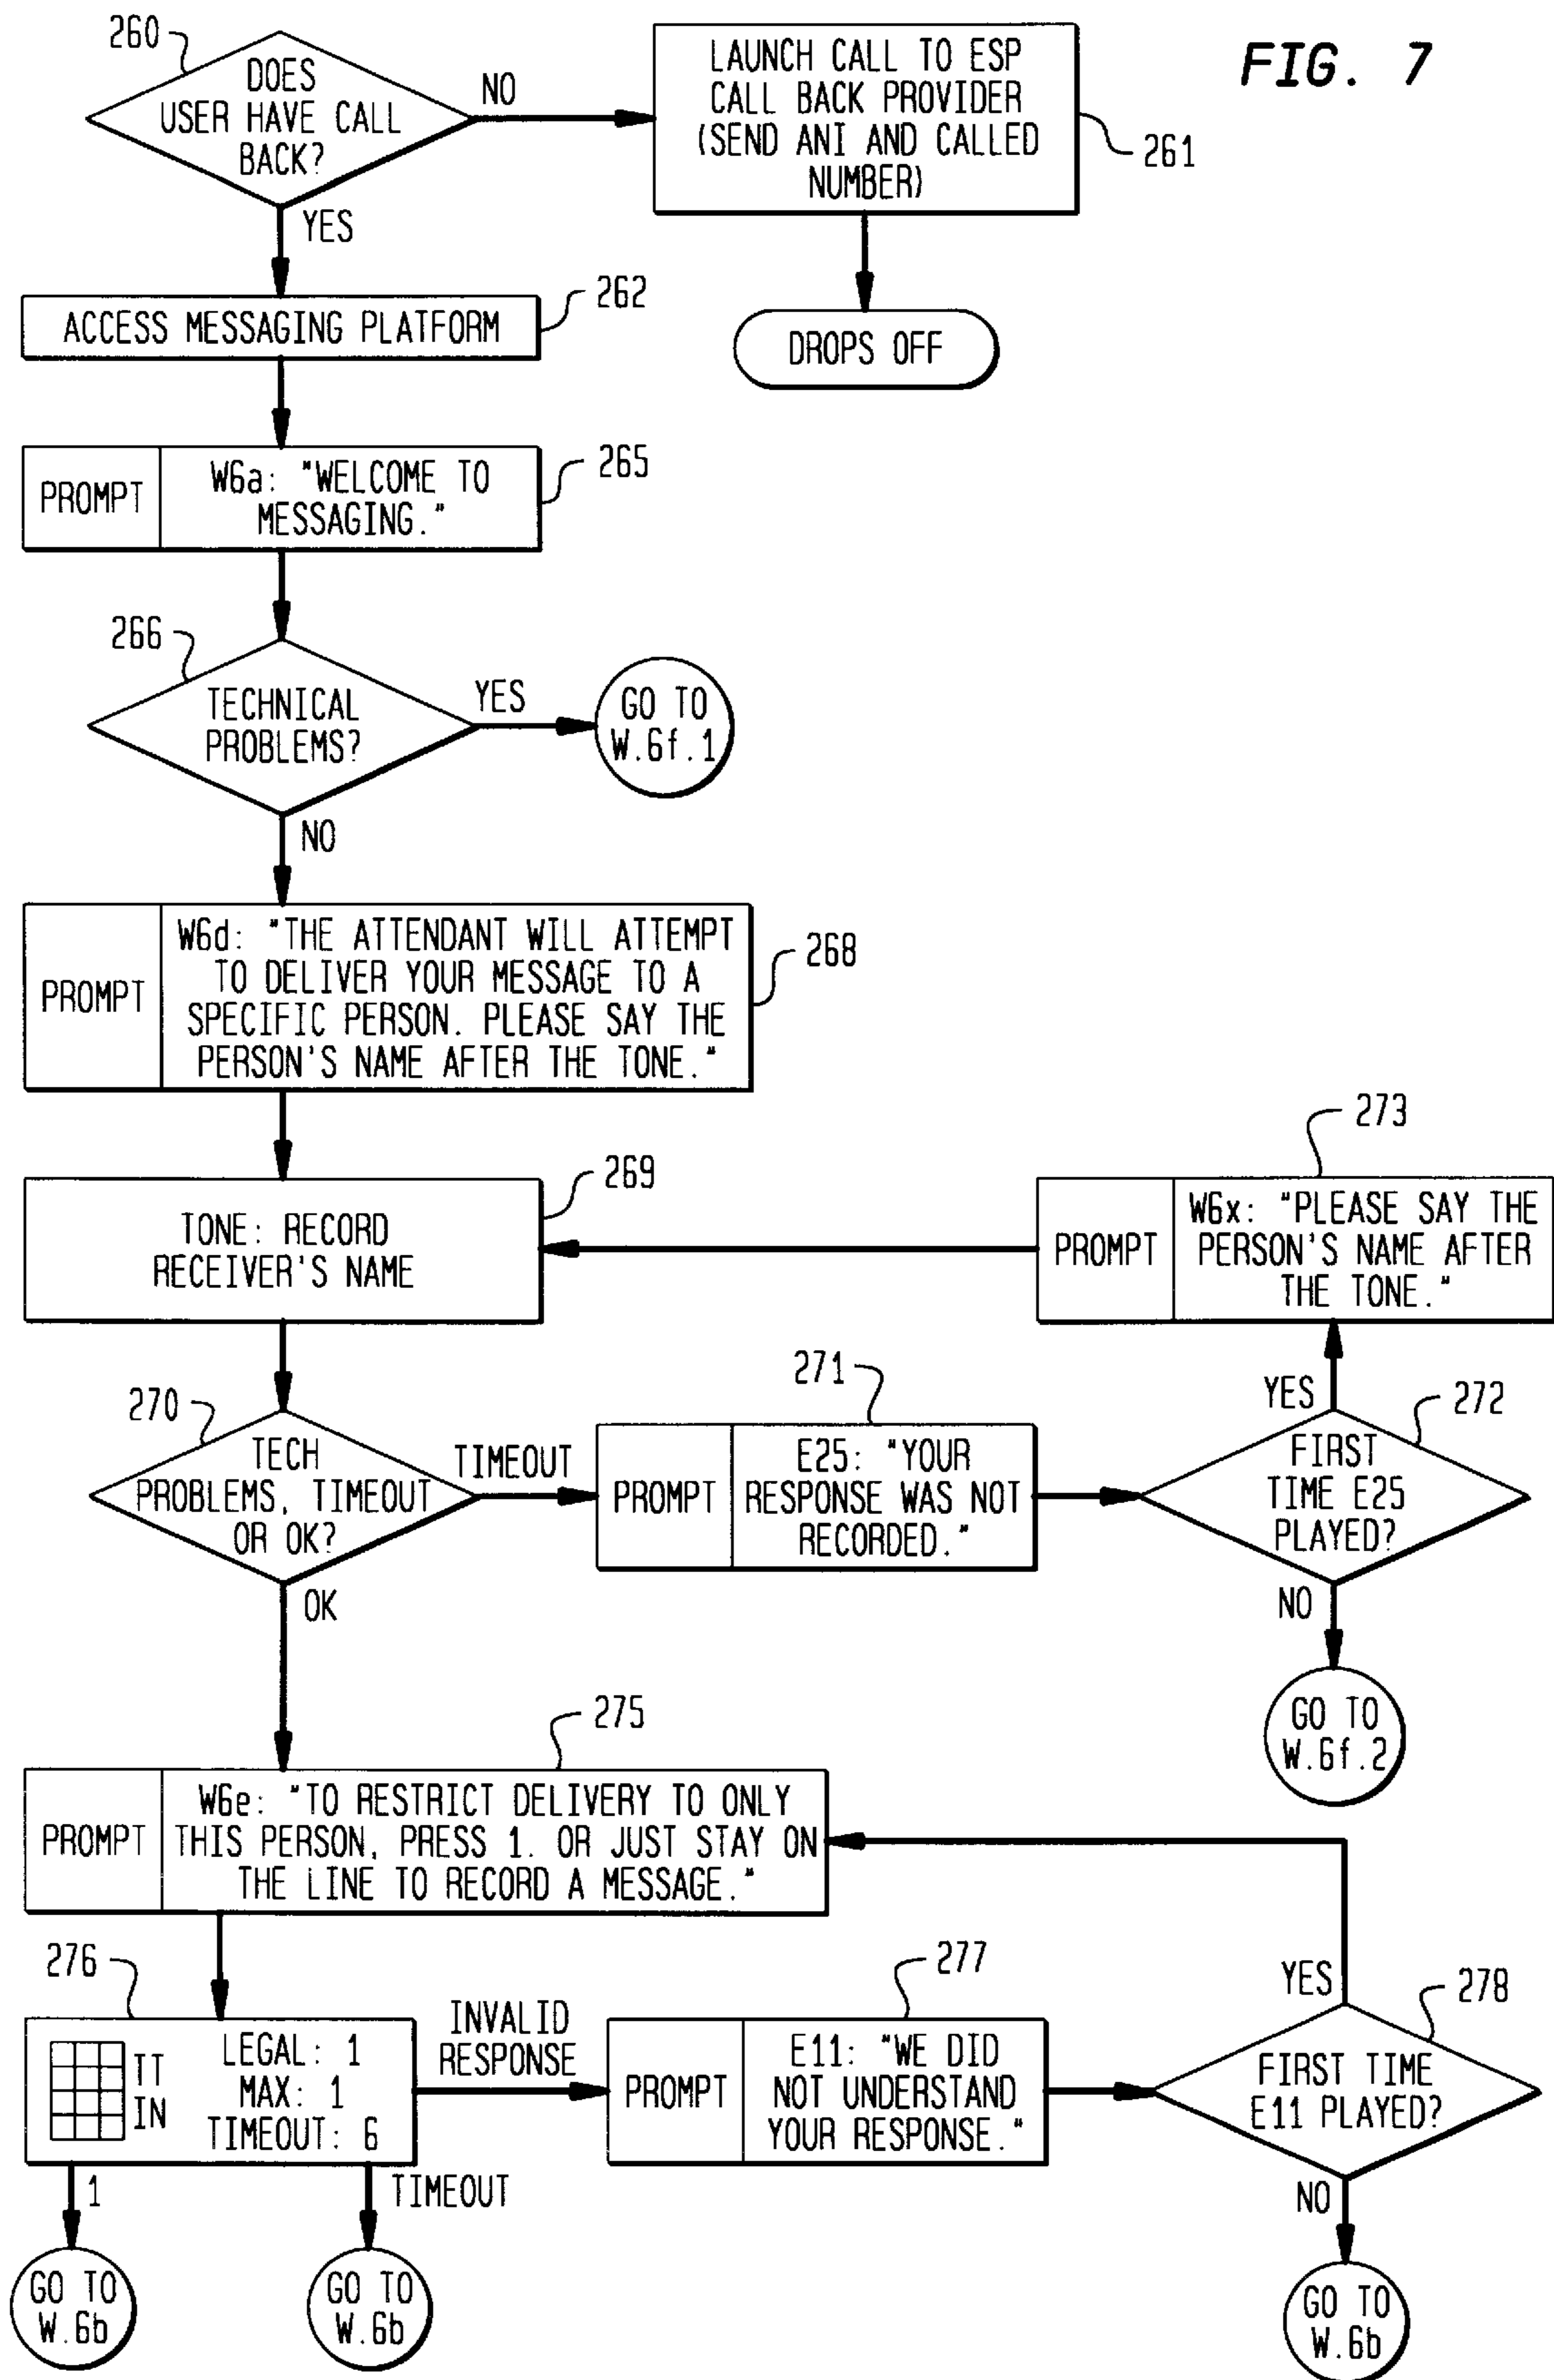 FIG. 7
260
DOES
USER HAVE CALL
BACK?
NO
LAUNCH CALL TO ESP
CALL BACK PROVIDER
(SEND ANI AND CALLED
NUMBER)
261
YES
DROPS OFF
ACCESS MESSAGING PLATFORM
262
PROMPT
W6a: "WELCOME TO
MESSAGING."
265
266
TECHNICAL
PROBLEMS?
YES
GO TO
W.6f.1
NO
PROMPT
W6d: "THE ATTENDANT WILL ATTEMPT
TO DELIVER YOUR MESSAGE TO A
SPECIFIC PERSON. PLEASE SAY THE
PERSON'S NAME AFTER THE TONE."
268
TONE: RECORD
RECEIVER'S NAME
269
273
PROMPT
W6x: "PLEASE SAY THE
PERSON'S NAME AFTER
THE TONE."
270
TECH
PROBLEMS, TIMEOUT
OR OK?
TIMEOUT
271
PROMPT
E25: "YOUR
RESPONSE WAS NOT
RECORDED."
YES
272
FIRST
TIME E25
PLAYED?
NO
GO TO
W.6f.2
OK
275
PROMPT
W6e: "TO RESTRICT DELIVERY TO ONLY
THIS PERSON, PRESS 1. OR JUST STAY ON
THE LINE TO RECORD A MESSAGE."
276
TT
IN
LEGAL: 1
MAX: 1
TIMEOUT: 6
INVALID
RESPONSE
277
PROMPT
E11: "WE DID
NOT UNDERSTAND
YOUR RESPONSE."
YES
278
FIRST TIME
E11 PLAYED?
1
GO TO
W.6b
TIMEOUT
GO TO
W.6b
NO
GO TO
W.6b